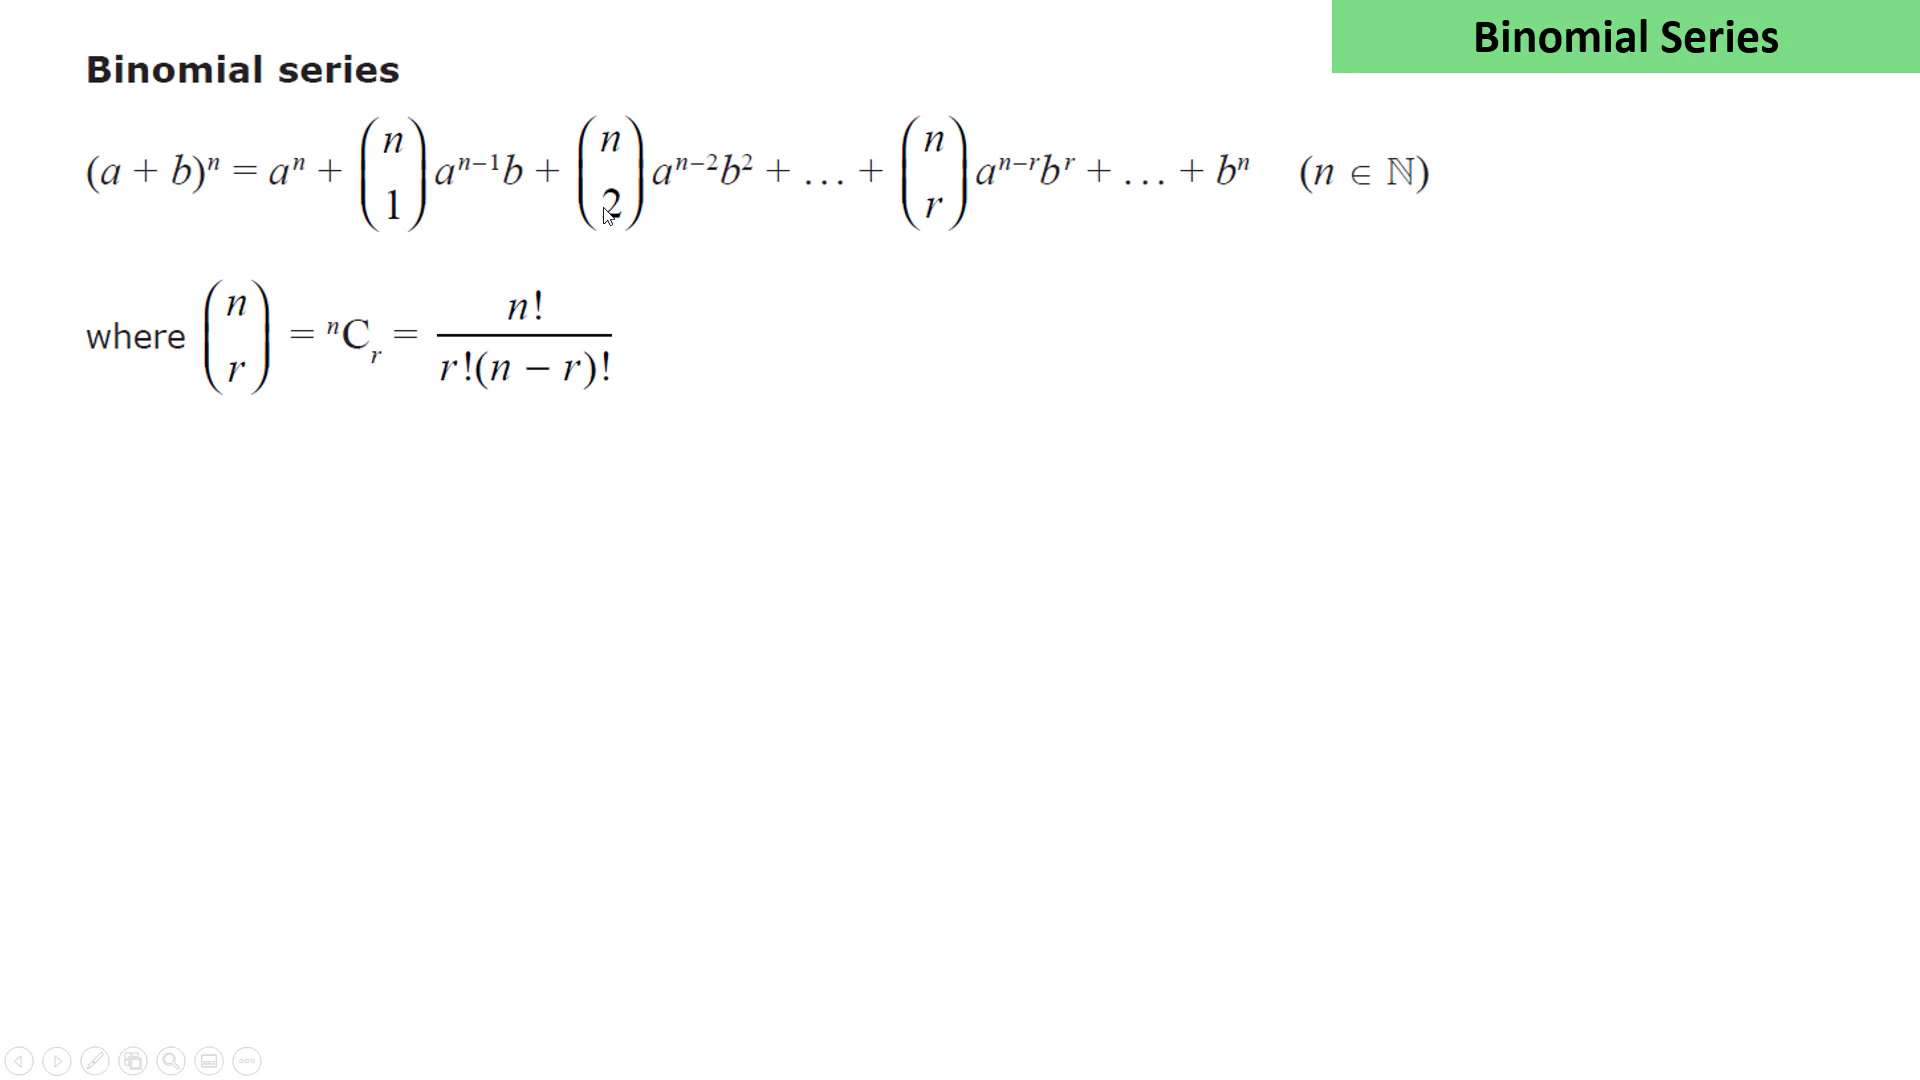 Binomial Series
Binomial series
(a + b)ⁿ = aⁿ + (n 1) aⁿ⁻¹b + (n 2) aⁿ⁻²b² + … + (n r) aⁿ⁻ʳbʳ + … + bⁿ (n ∈ ℕ)
where (n r) = ⁿCᵣ = n! / r!(n − r)!